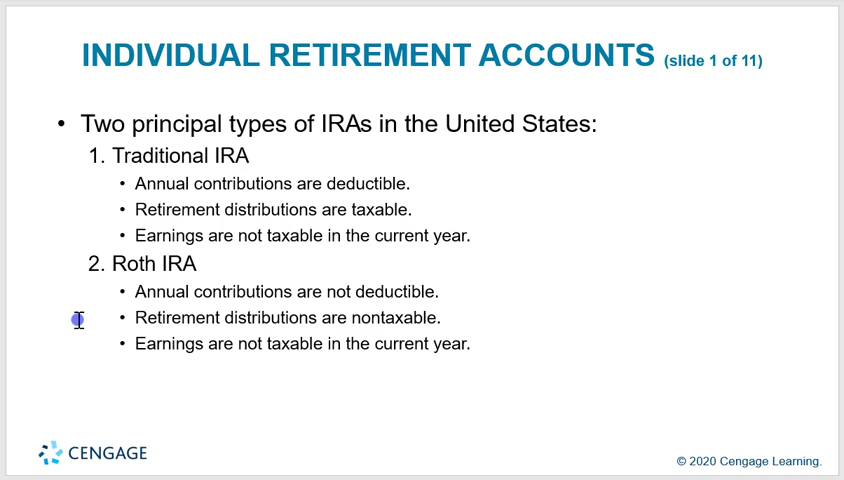 INDIVIDUAL RETIREMENT ACCOUNTS (slide 1 of 11)
• Two principal types of IRAs in the United States:
1. Traditional IRA
• Annual contributions are deductible.
• Retirement distributions are taxable.
• Earnings are not taxable in the current year.
2. Roth IRA
• Annual contributions are not deductible.
• Retirement distributions are nontaxable.
• Earnings are not taxable in the current year.
CENGAGE
© 2020 Cengage Learning.